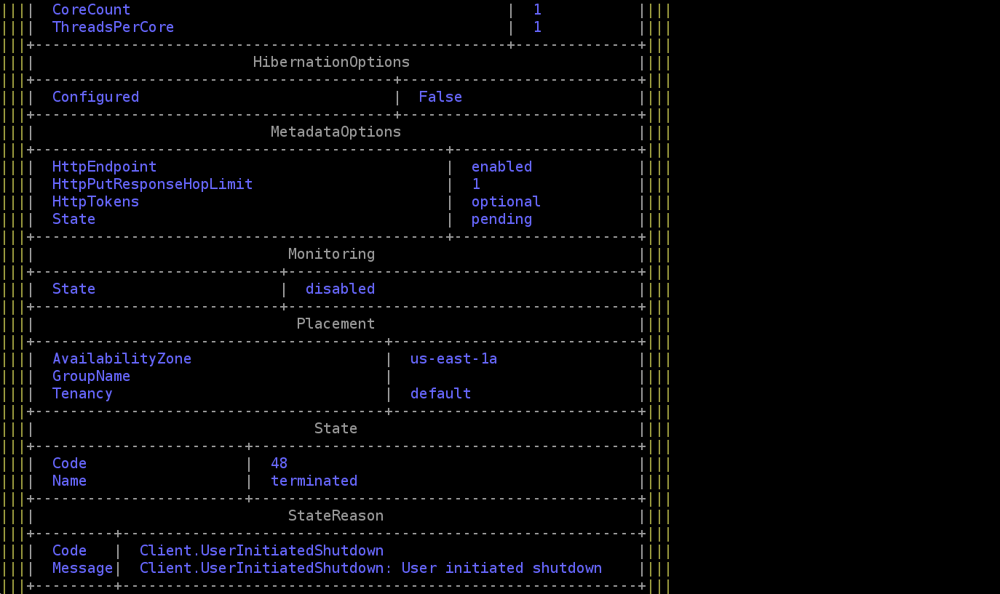 CoreCount | 1
ThreadsPerCore | 1
HibernationOptions
Configured | False
MetadataOptions
HttpEndpoint | enabled
HttpPutResponseHopLimit | 1
HttpTokens | optional
State | pending
Monitoring
State | disabled
Placement
AvailabilityZone | us-east-1a
GroupName |
Tenancy | default
State
Code | 48
Name | terminated
StateReason
Code | Client.UserInitiatedShutdown
Message| Client.UserInitiatedShutdown: User initiated shutdown